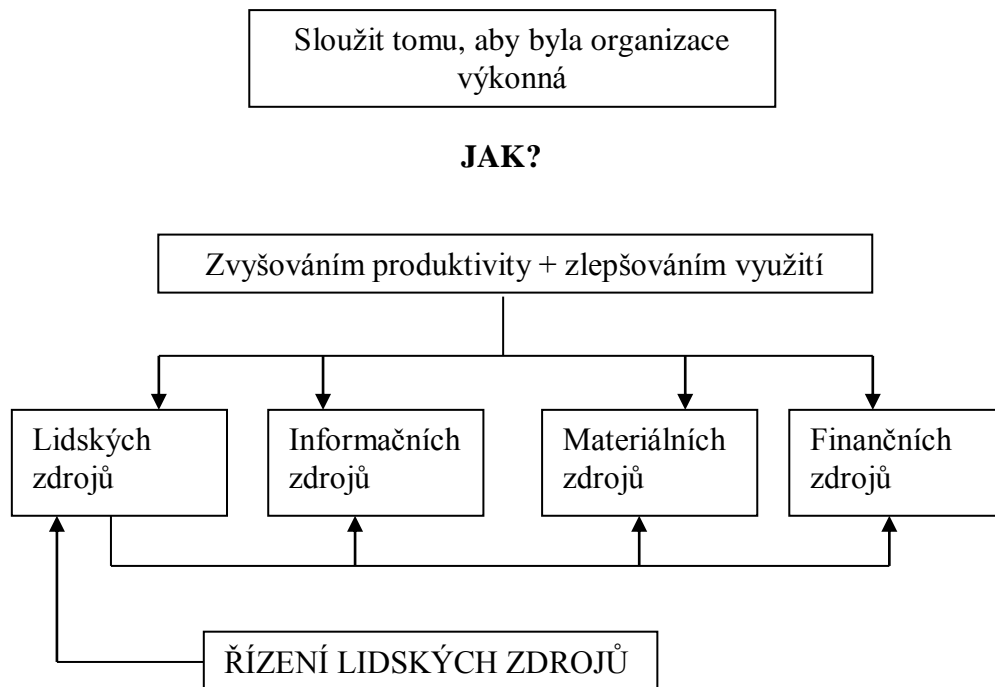 Sloužit tomu, aby byla organizace
výkonná
JAK?
Zvyšováním produktivity + zlepšováním využití
Lidských
zdrojů
Informačních
zdrojů
Materiálních
zdrojů
Finančních
zdrojů
ŘÍZENÍ LIDSKÝCH ZDROJŮ